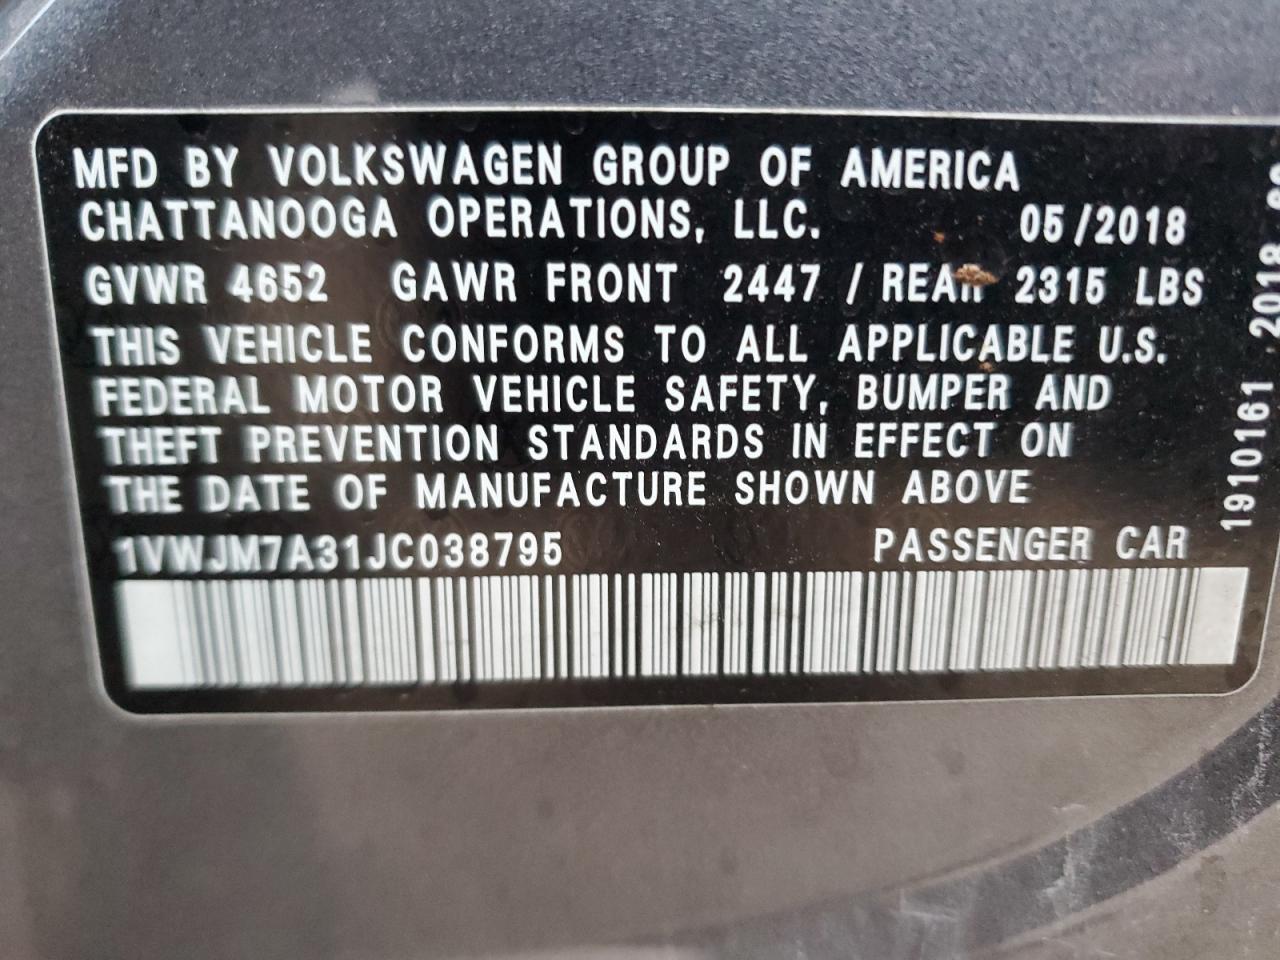 MFD BY VOLKSWAGEN GROUP OF AMERICA
CHATTANOOGA OPERATIONS, LLC. 05/2018
GVWR 4652 GAWR FRONT 2447 / REAR 2315 LBS
THIS VEHICLE CONFORMS TO ALL APPLICABLE U.S.
FEDERAL MOTOR VEHICLE SAFETY, BUMPER AND
THEFT PREVENTION STANDARDS IN EFFECT ON
THE DATE OF MANUFACTURE SHOWN ABOVE
1VWJM7A31JC038795 PASSENGER CAR
1910161 2018